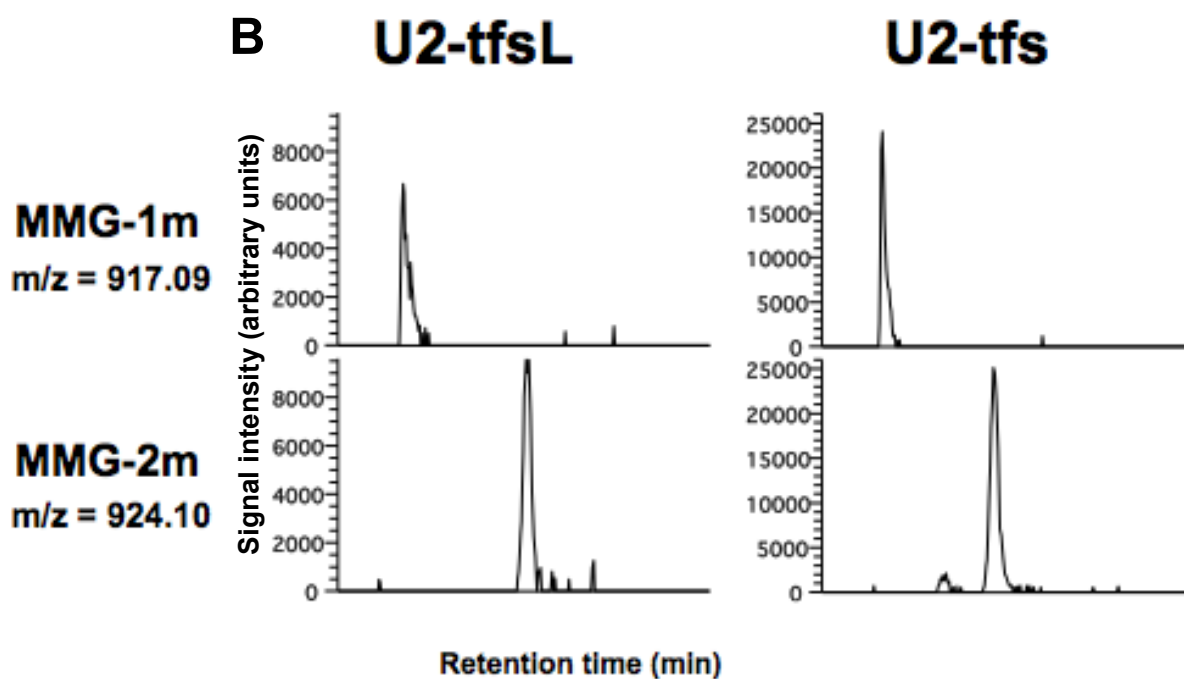 B
U2-tfsL
U2-tfs
MMG-1m
m/z = 917.09
MMG-2m
m/z = 924.10
Signal intensity (arbitrary units)
8000
6000
4000
2000
0
25000
20000
15000
10000
5000
0
8000
6000
4000
2000
0
25000
20000
15000
10000
5000
0
Retention time (min)